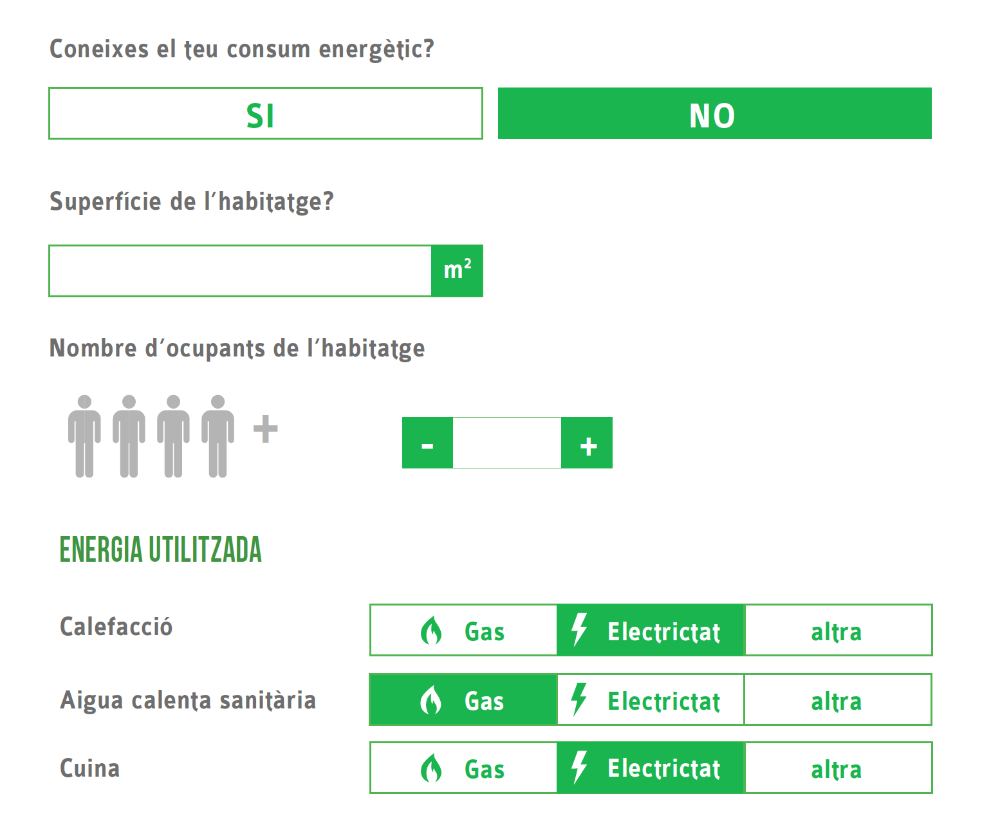 Coneixes el teu consum energètic?
SI
NO
Superfície de l'habitatge?
m²
Nombre d'ocupants de l'habitatge
+
- +
ENERGIA UTILITZADA
Calefacció Gas Electrictat altra
Aigua calenta sanitària Gas Electrictat altra
Cuina Gas Electrictat altra